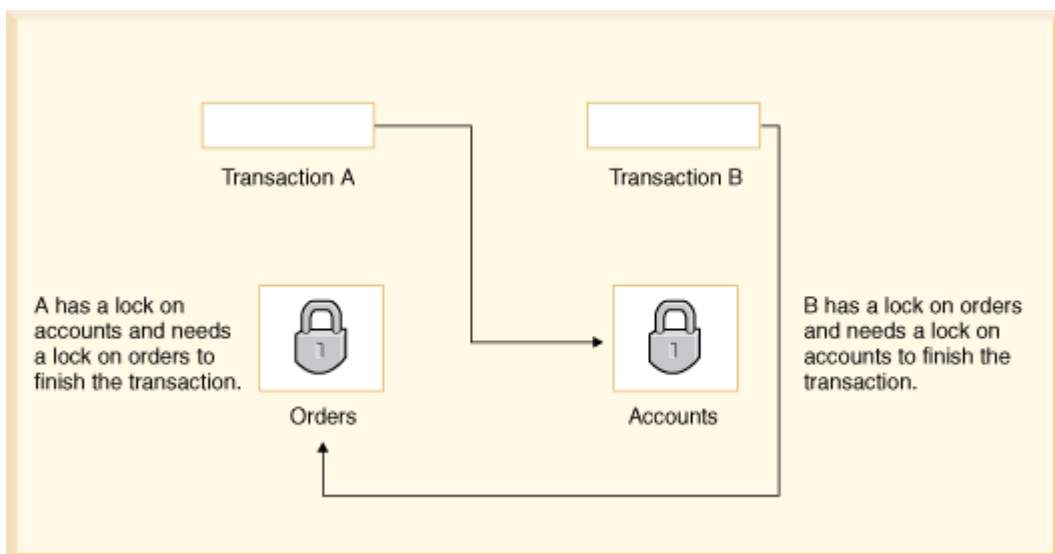 Transaction A
Transaction B
A has a lock on
accounts and needs
a lock on orders to
finish the transaction.
Orders
Accounts
B has a lock on orders
and needs a lock on
accounts to finish the
transaction.